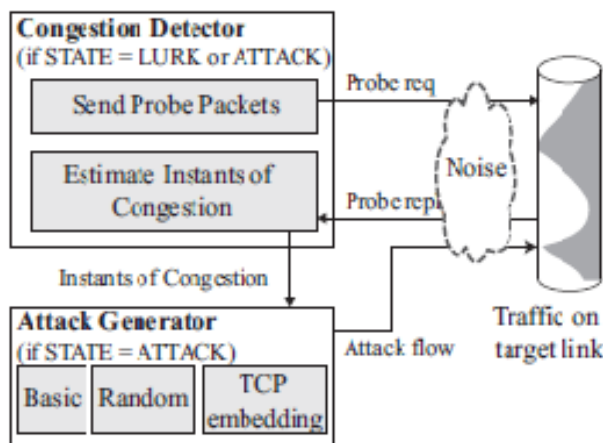 Congestion Detector
(if STATE = LURK or ATTACK)
Send Probe Packets
Estimate Instants of
Congestion
Probe req
Noise
Probe repl
Instants of Congestion
Attack Generator
(if STATE = ATTACK)
Basic
Random
TCP
embedding
Attack flow
Traffic on
target link